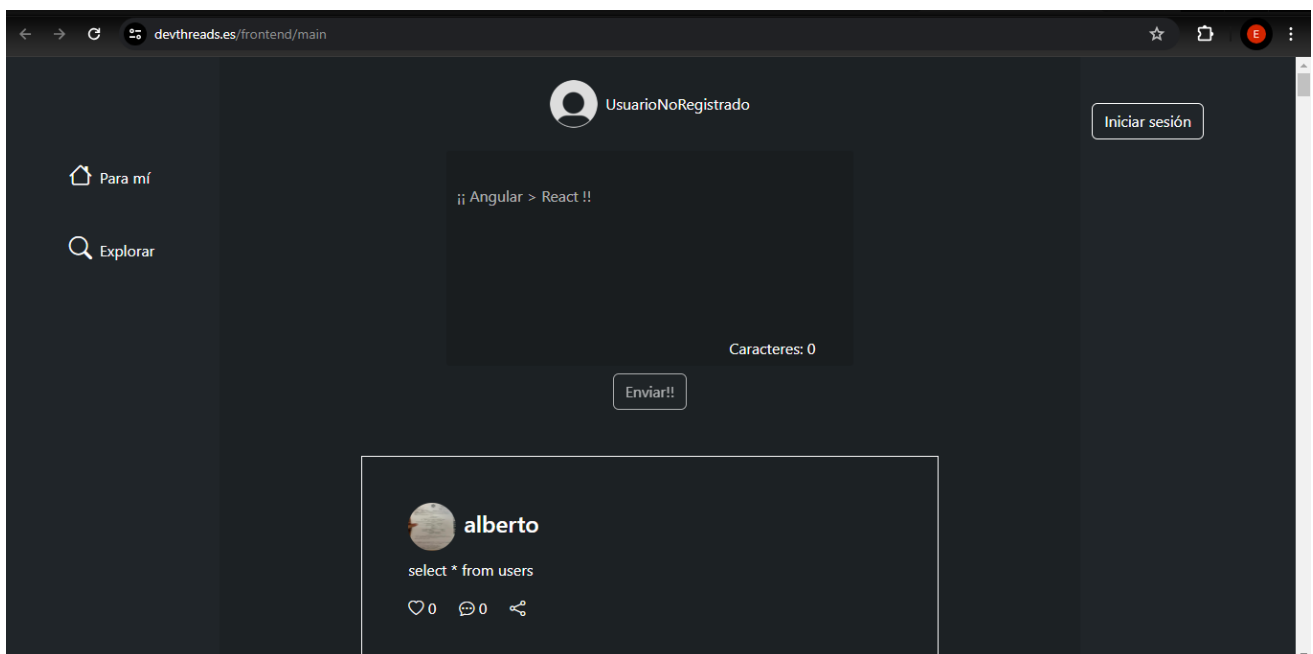 devthreads.es/frontend/main
E
UsuarioNoRegistrado
Iniciar sesión
Para mí
¡¡ Angular > React !!
Explorar
Caracteres: 0
Enviar!!
alberto
select * from users
0 0